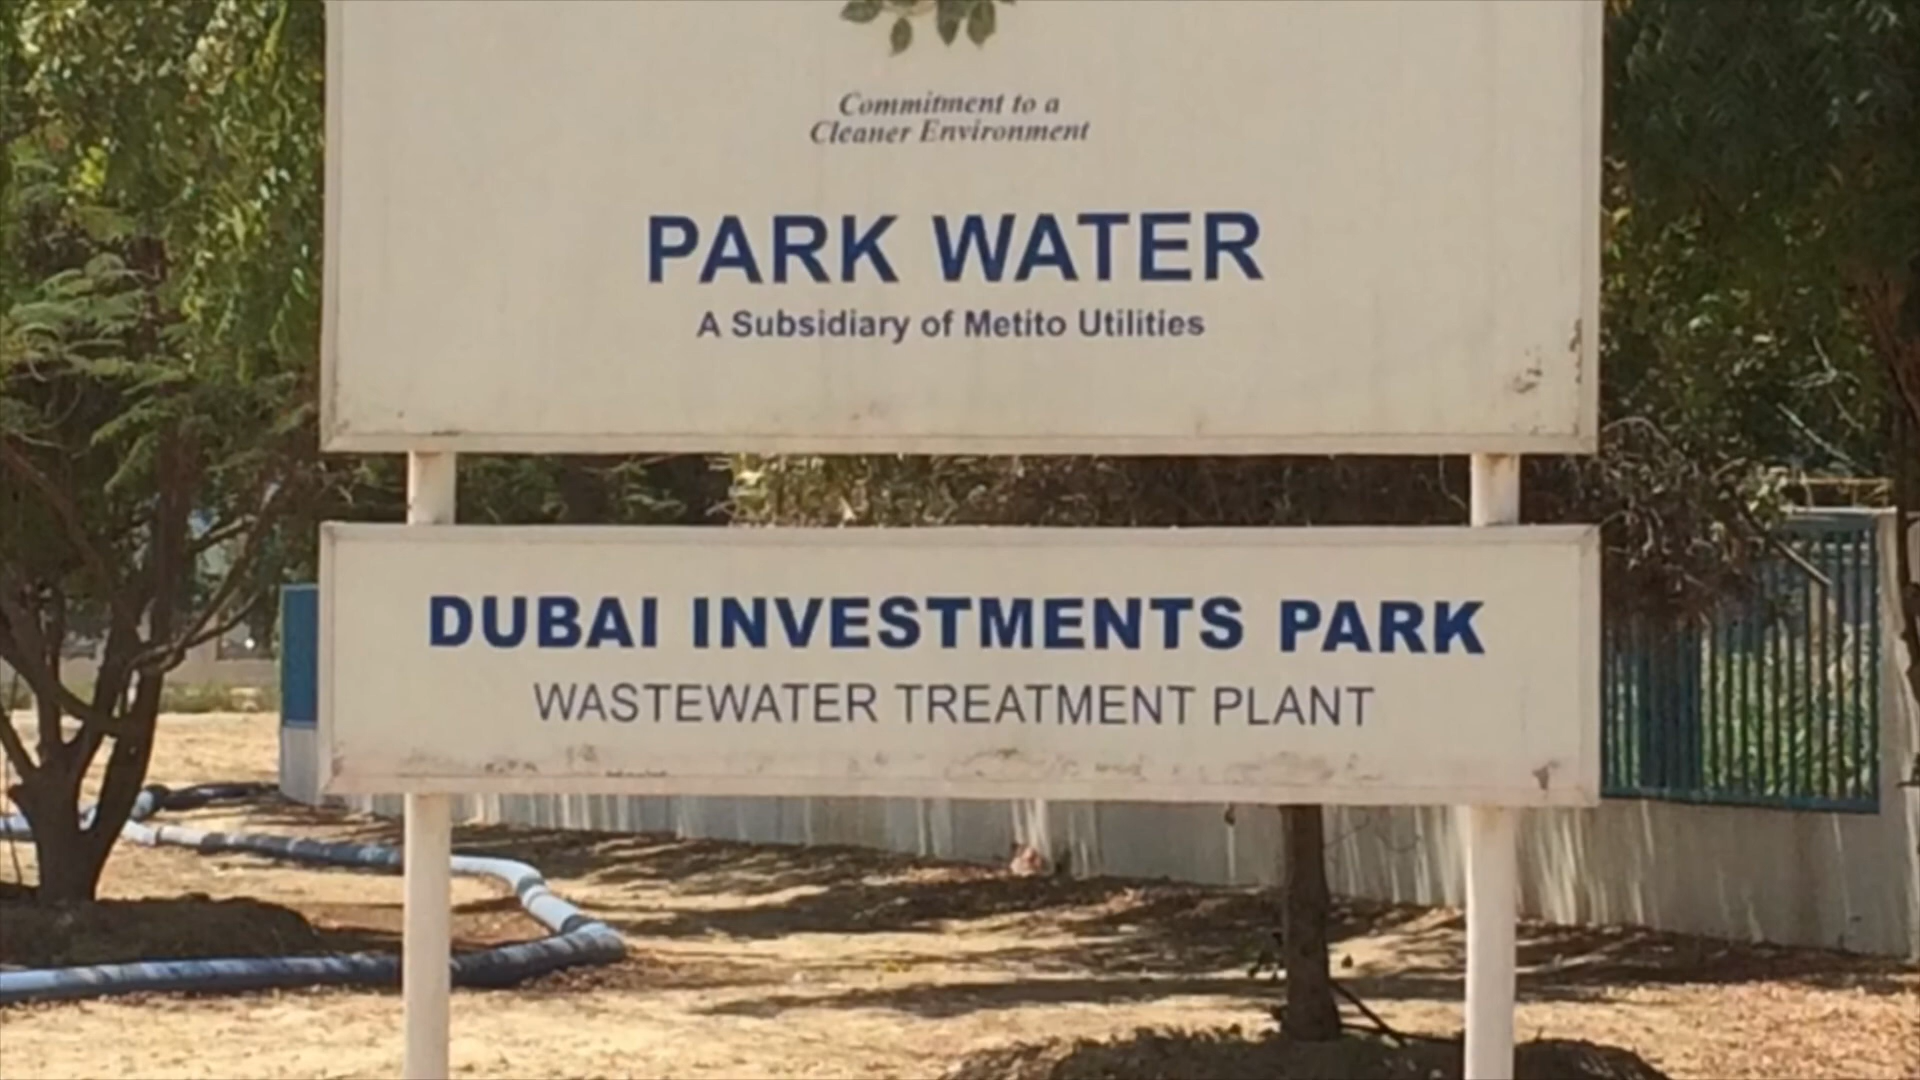 Commitment to a
Cleaner Environment
PARK WATER
A Subsidiary of Metito Utilities
DUBAI INVESTMENTS PARK
WASTEWATER TREATMENT PLANT